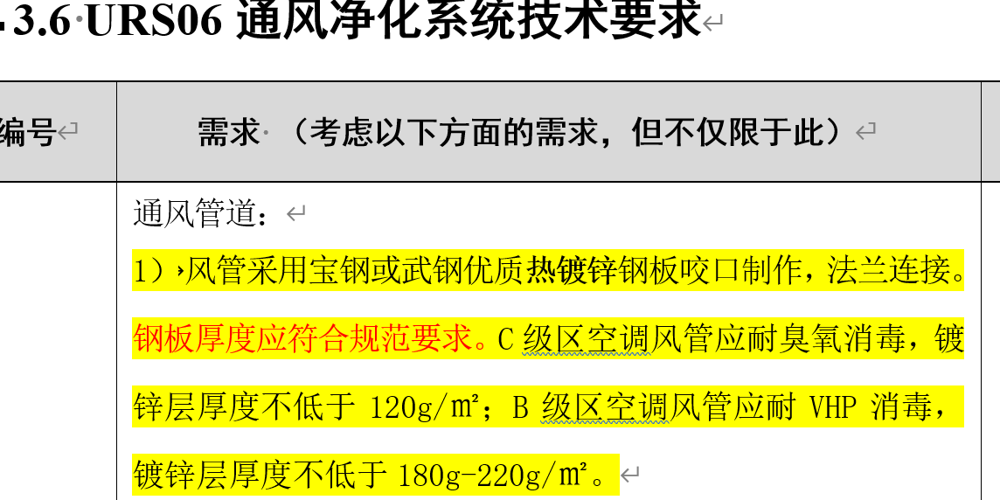 3.6 URS06 通风净化系统技术要求
编号
需求 （考虑以下方面的需求，但不仅限于此）
通风管道：
1）风管采用宝钢或武钢优质热镀锌钢板咬口制作，法兰连接。
钢板厚度应符合规范要求。C 级区空调风管应耐臭氧消毒，镀
锌层厚度不低于 120g/㎡；B 级区空调风管应耐 VHP 消毒，
镀锌层厚度不低于 180g-220g/㎡。